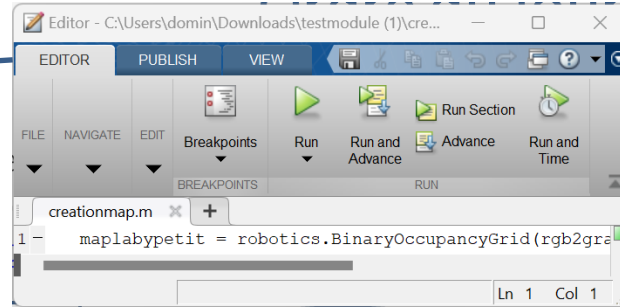 Editor - C:\Users\domin\Downloads\testmodule (1)\cre...
EDITOR PUBLISH VIEW
FILE NAVIGATE EDIT Breakpoints Run Run and Advance Run Section Advance Run and Time
BREAKPOINTS RUN
creationmap.m
1 maplabypetit = robotics.BinaryOccupancyGrid(rgb2gra
Ln 1 Col 1